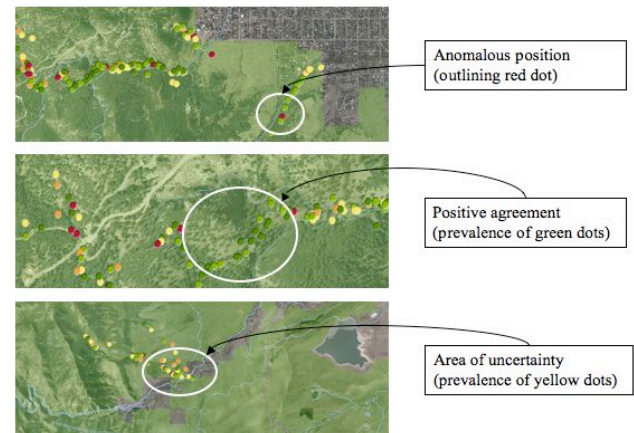 Anomalous position
(outlining red dot)
Positive agreement
(prevalence of green dots)
Area of uncertainty
(prevalence of yellow dots)